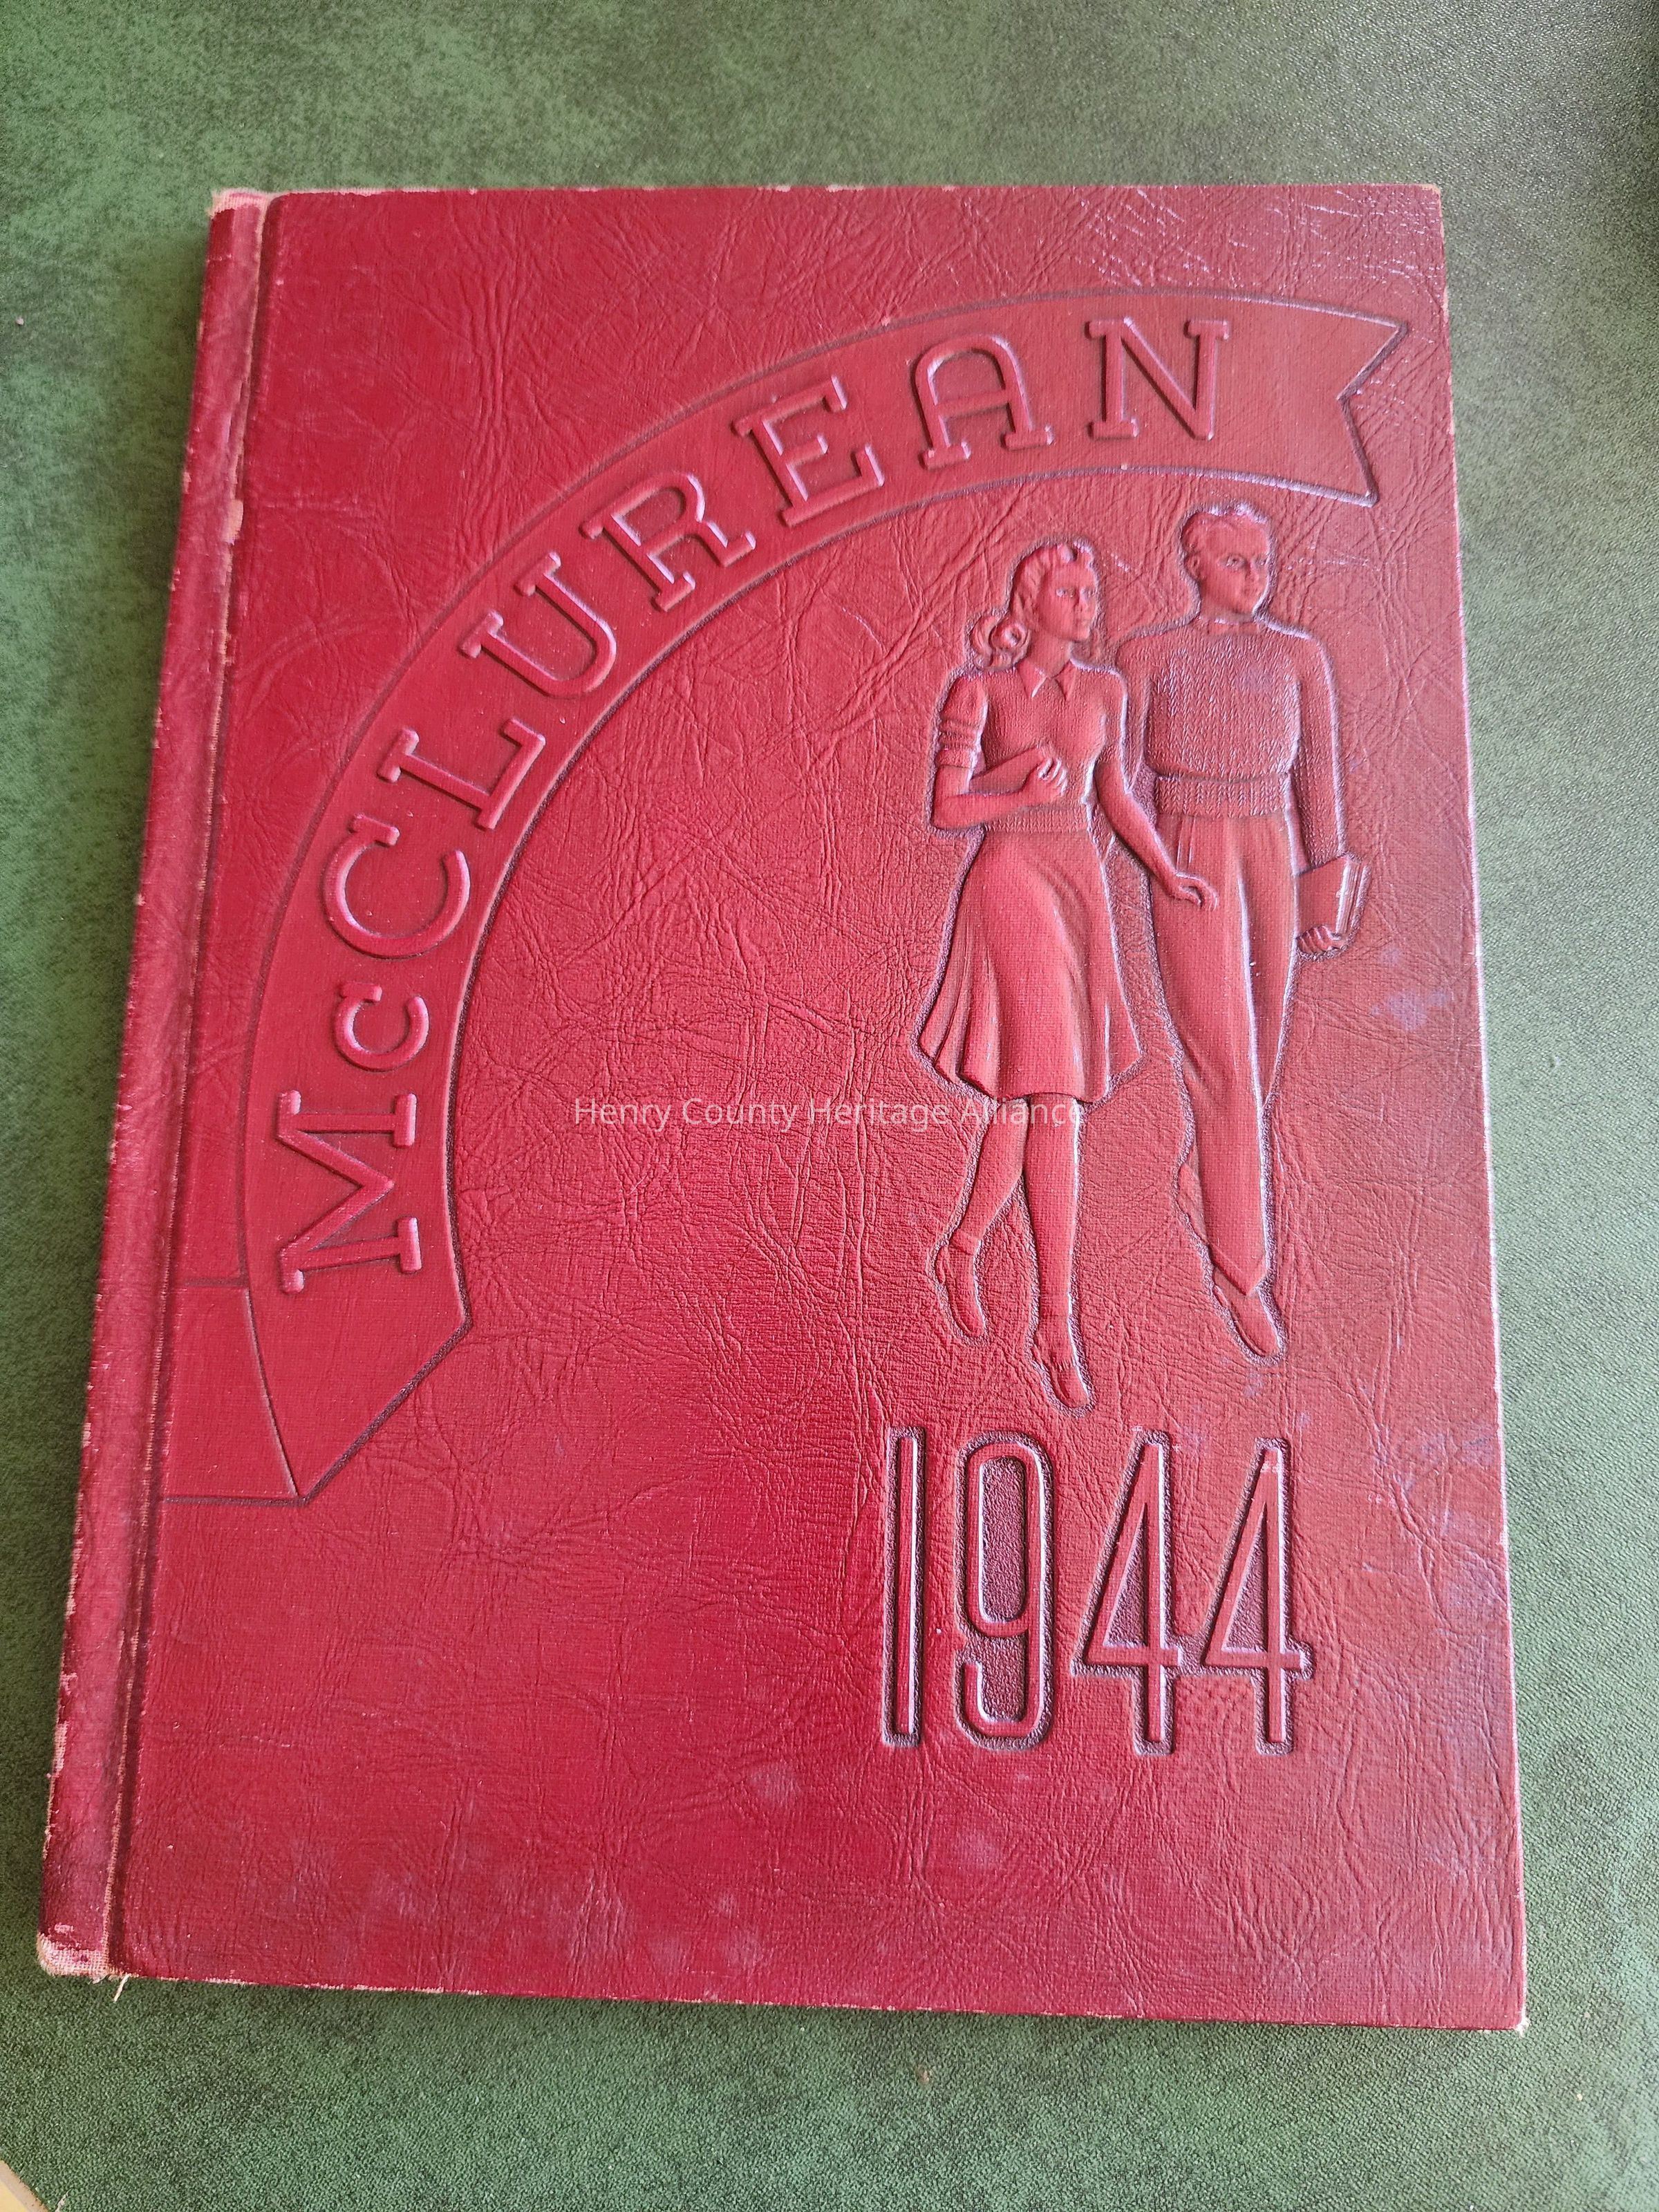 McCLUREAN
Henry County Heritage Alliance
1944